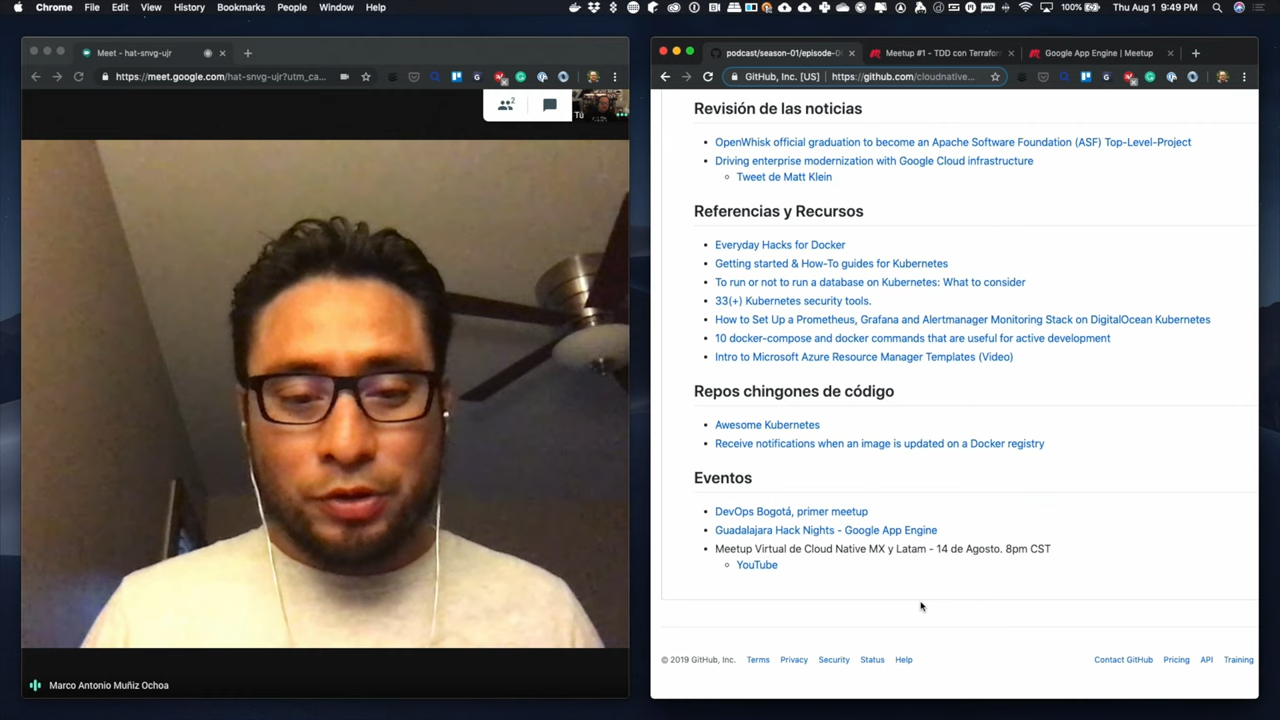 Chrome File Edit View History Bookmarks People Window Help
100% Thu Aug 1 9:49 PM
Meet - hat-snvg-ujr
https://meet.google.com/hat-snvg-ujr?utm_ca...
2
Tú
Marco Antonio Muñiz Ochoa
podcast/season-01/episode-0
Meetup #1 - TDD con Terrafor
Google App Engine | Meetup
GitHub, Inc. [US] https://github.com/cloudnative...
Revisión de las noticias
OpenWhisk official graduation to become an Apache Software Foundation (ASF) Top-Level-Project
Driving enterprise modernization with Google Cloud infrastructure
Tweet de Matt Klein
Referencias y Recursos
Everyday Hacks for Docker
Getting started & How-To guides for Kubernetes
To run or not to run a database on Kubernetes: What to consider
33(+) Kubernetes security tools.
How to Set Up a Prometheus, Grafana and Alertmanager Monitoring Stack on DigitalOcean Kubernetes
10 docker-compose and docker commands that are useful for active development
Intro to Microsoft Azure Resource Manager Templates (Video)
Repos chingones de código
Awesome Kubernetes
Receive notifications when an image is updated on a Docker registry
Eventos
DevOps Bogotá, primer meetup
Guadalajara Hack Nights - Google App Engine
Meetup Virtual de Cloud Native MX y Latam - 14 de Agosto. 8pm CST
YouTube
© 2019 GitHub, Inc. Terms Privacy Security Status Help
Contact GitHub Pricing API Training